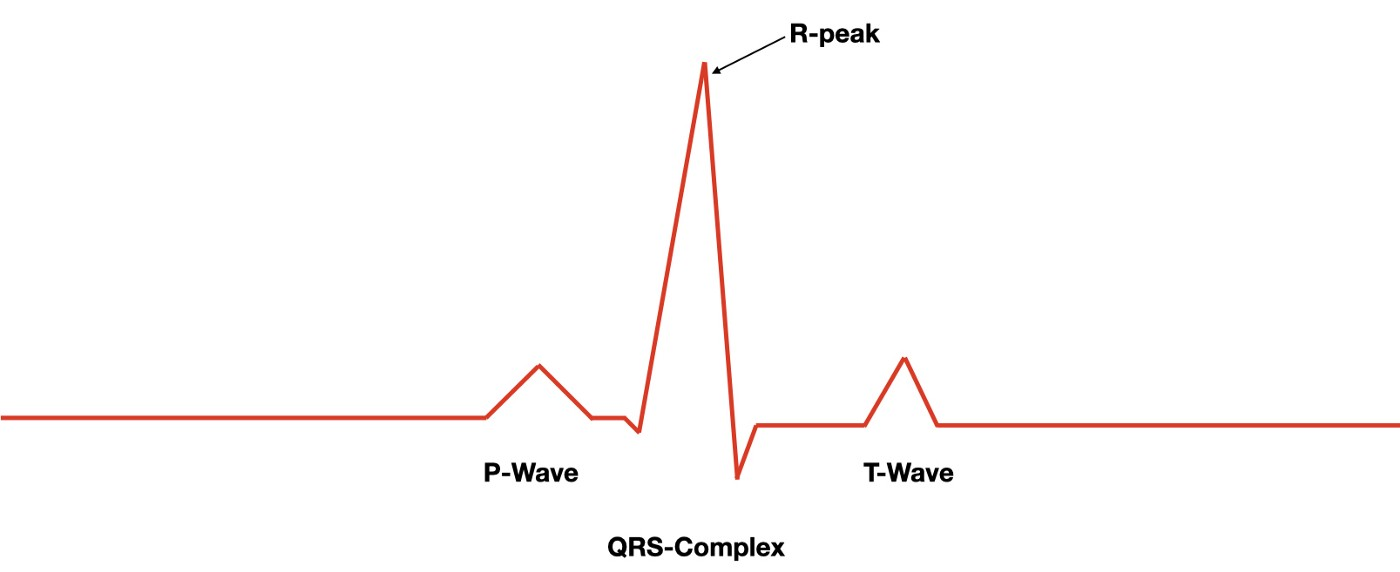 R-peak
P-Wave
T-Wave
QRS-Complex